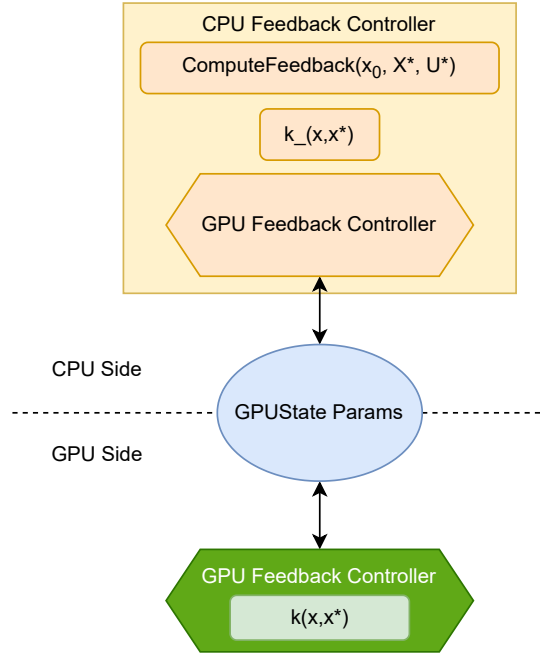 CPU Feedback Controller
ComputeFeedback(x₀, X*, U*)
k_(x,x*)
GPU Feedback Controller
CPU Side
GPUState Params
GPU Side
GPU Feedback Controller
k(x,x*)